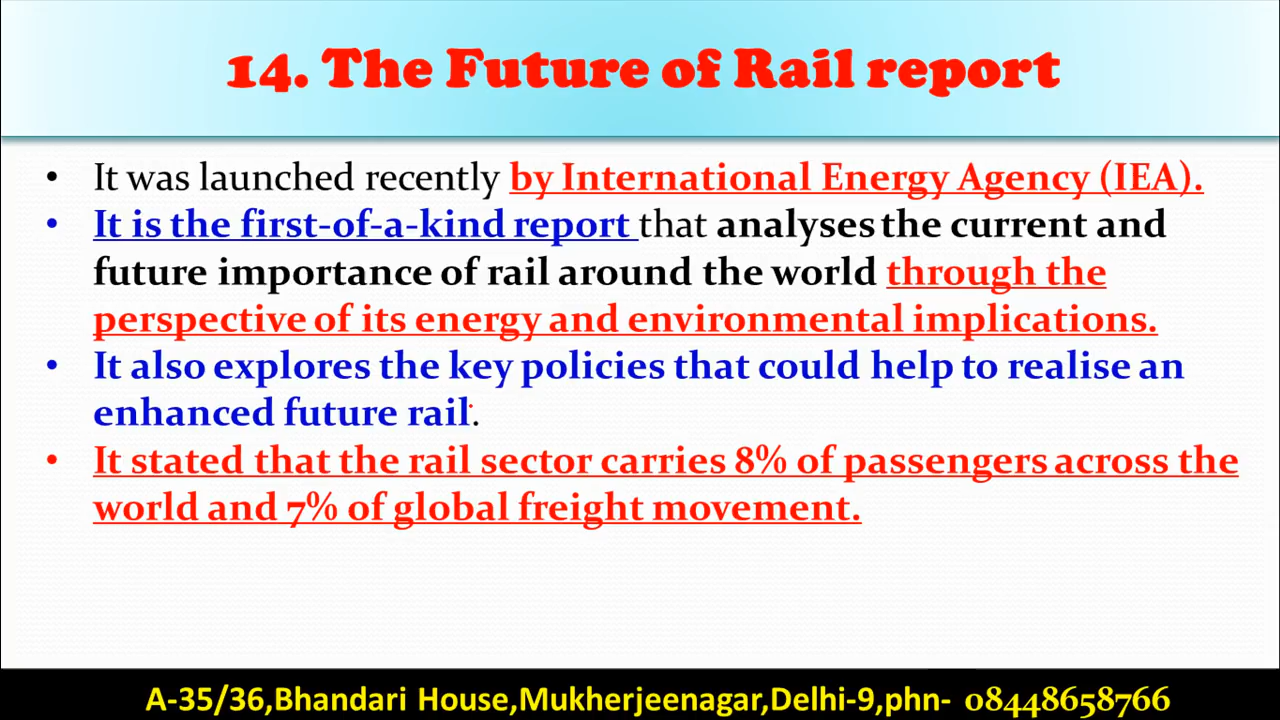 14. The Future of Rail report
• It was launched recently by International Energy Agency (IEA).
• It is the first-of-a-kind report that analyses the current and
future importance of rail around the world through the
perspective of its energy and environmental implications.
• It also explores the key policies that could help to realise an
enhanced future rail.
• It stated that the rail sector carries 8% of passengers across the
world and 7% of global freight movement.
A-35/36,Bhandari House,Mukherjeenagar,Delhi-9,phn- 08448658766